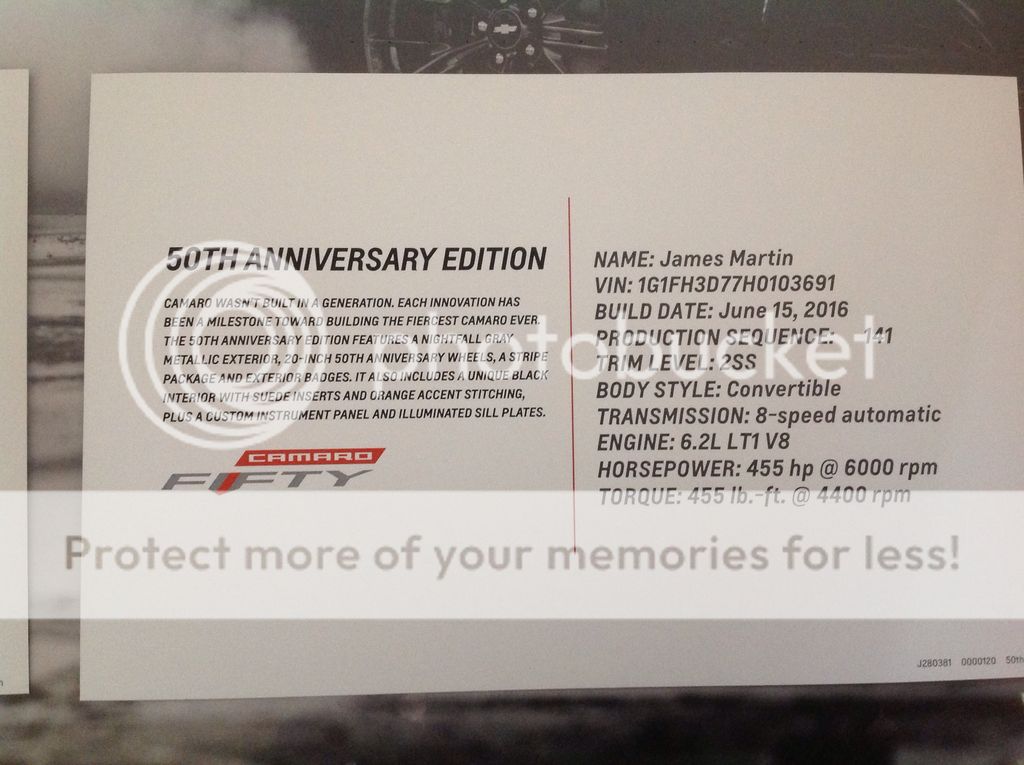 50TH ANNIVERSARY EDITION
CAMARO WASN'T BUILT IN A GENERATION. EACH INNOVATION HAS
BEEN A MILESTONE TOWARD BUILDING THE FIERCEST CAMARO EVER.
THE 50TH ANNIVERSARY EDITION FEATURES A NIGHTFALL GRAY
METALLIC EXTERIOR, 20-INCH 50TH ANNIVERSARY WHEELS, A STRIPE
PACKAGE AND EXTERIOR BADGES. IT ALSO INCLUDES A UNIQUE BLACK
INTERIOR WITH SUEDE INSERTS AND ORANGE ACCENT STITCHING,
PLUS A CUSTOM INSTRUMENT PANEL AND ILLUMINATED SILL PLATES.
CAMARO
FIFTY
NAME: James Martin
VIN: 1G1FH3D77H0103691
BUILD DATE: June 15, 2016
PRODUCTION SEQUENCE: 141
TRIM LEVEL: 2SS
BODY STYLE: Convertible
TRANSMISSION: 8-speed automatic
ENGINE: 6.2L LT1 V8
HORSEPOWER: 455 hp @ 6000 rpm
TORQUE: 455 lb.-ft. @ 4400 rpm
photobucket
Protect more of your memories for less!
J280381 0000120 50th